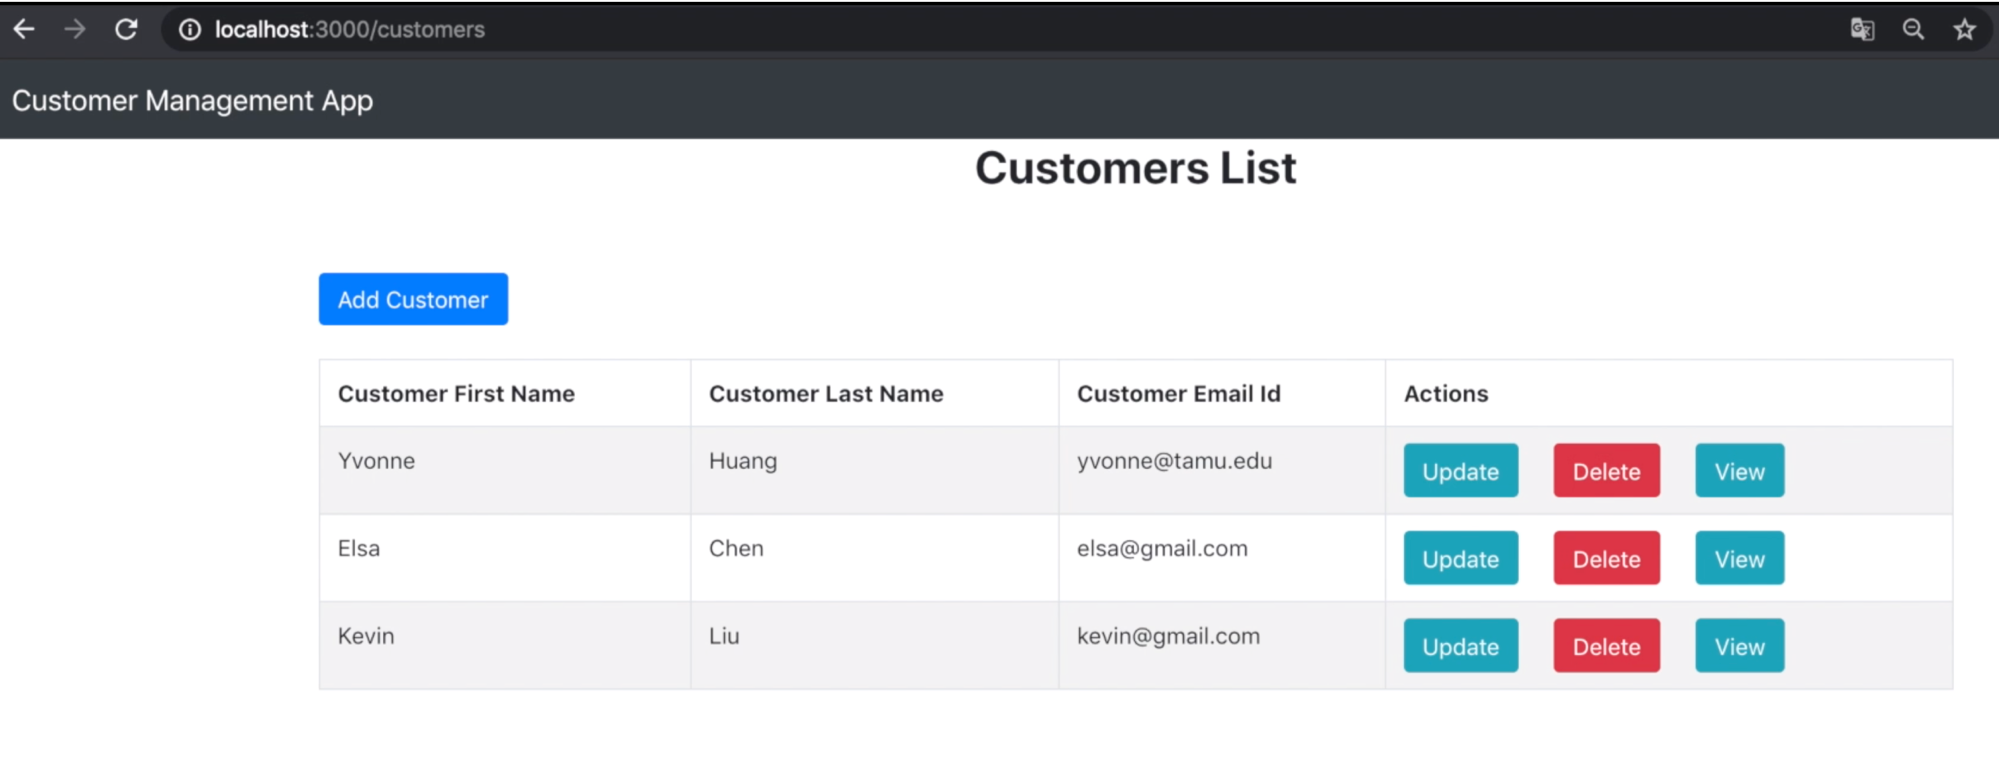 localhost:3000/customers
Customer Management App
Customers List
Add Customer
Customer First Name Customer Last Name Customer Email Id Actions
Yvonne Huang yvonne@tamu.edu Update Delete View
Elsa Chen elsa@gmail.com Update Delete View
Kevin Liu kevin@gmail.com Update Delete View